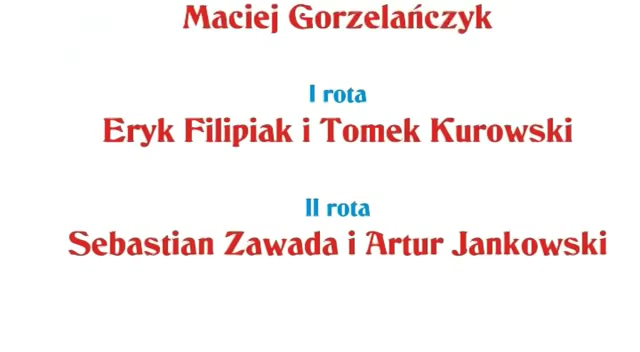 Maciej Gorzelańczyk
I rota
Eryk Filipiak i Tomek Kurowski
II rota
Sebastian Zawada i Artur Jankowski